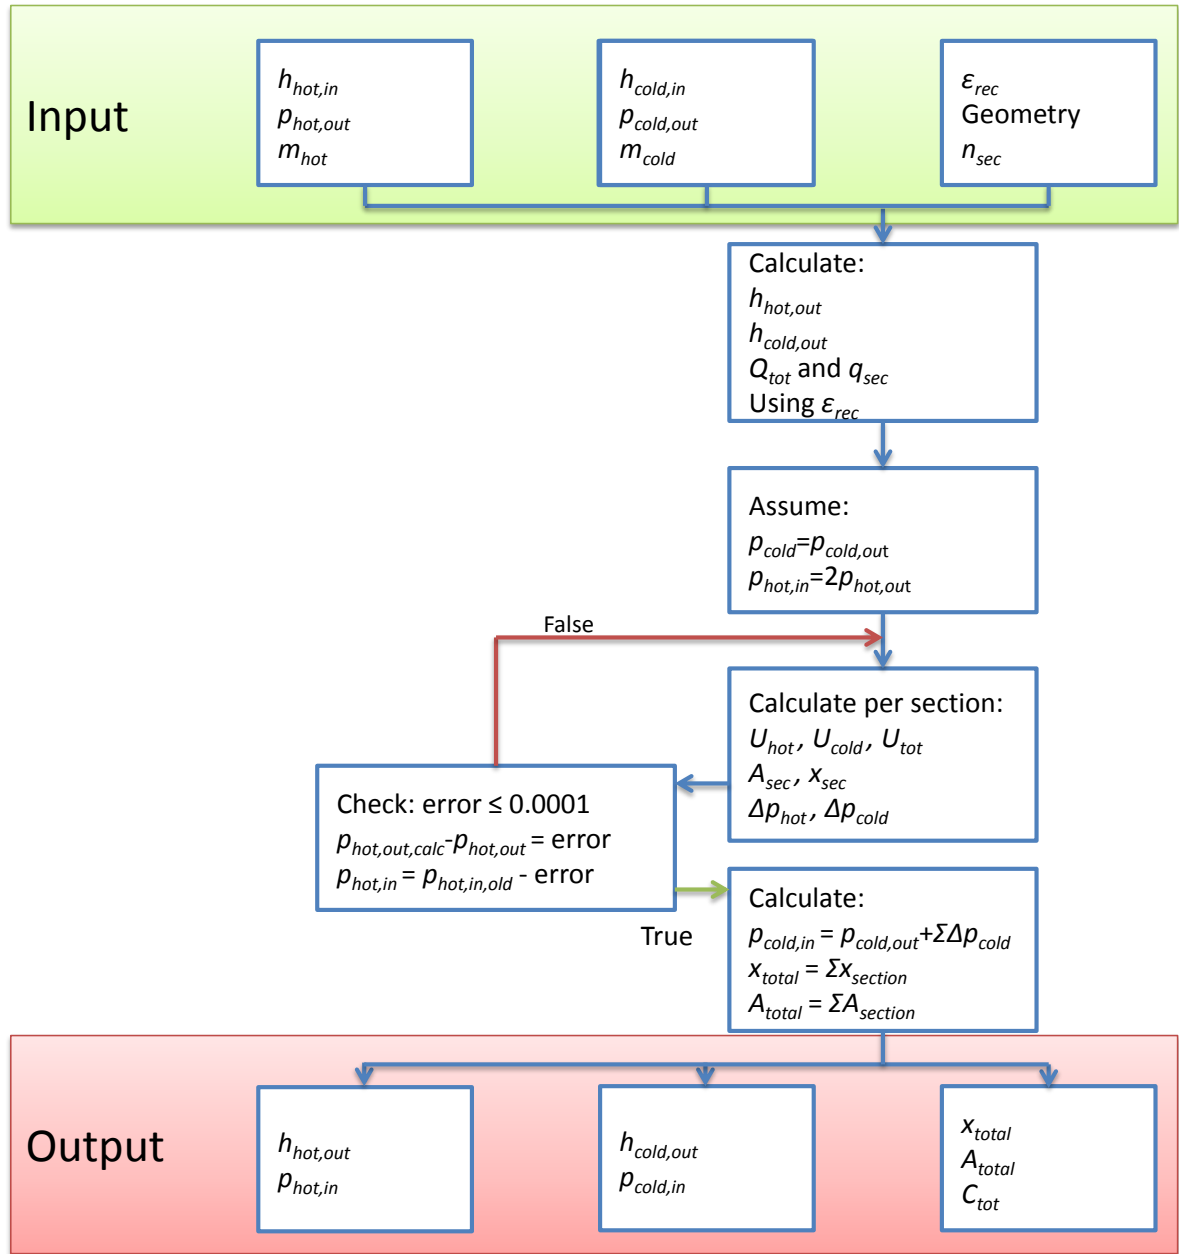 Input
h_hot,in
p_hot,out
m_hot
h_cold,in
p_cold,out
m_cold
ε_rec
Geometry
n_sec
Calculate:
h_hot,out
h_cold,out
Q_tot and q_sec
Using ε_rec
Assume:
p_cold=p_cold,out
p_hot,in=2p_hot,out
False
Calculate per section:
U_hot, U_cold, U_tot
A_sec, x_sec
Δp_hot, Δp_cold
Check: error ≤ 0.0001
p_hot,out,calc-p_hot,out = error
p_hot,in = p_hot,in,old - error
True
Calculate:
p_cold,in = p_cold,out+ΣΔp_cold
x_total = Σx_section
A_total = ΣA_section
Output
h_hot,out
p_hot,in
h_cold,out
p_cold,in
x_total
A_total
C_tot